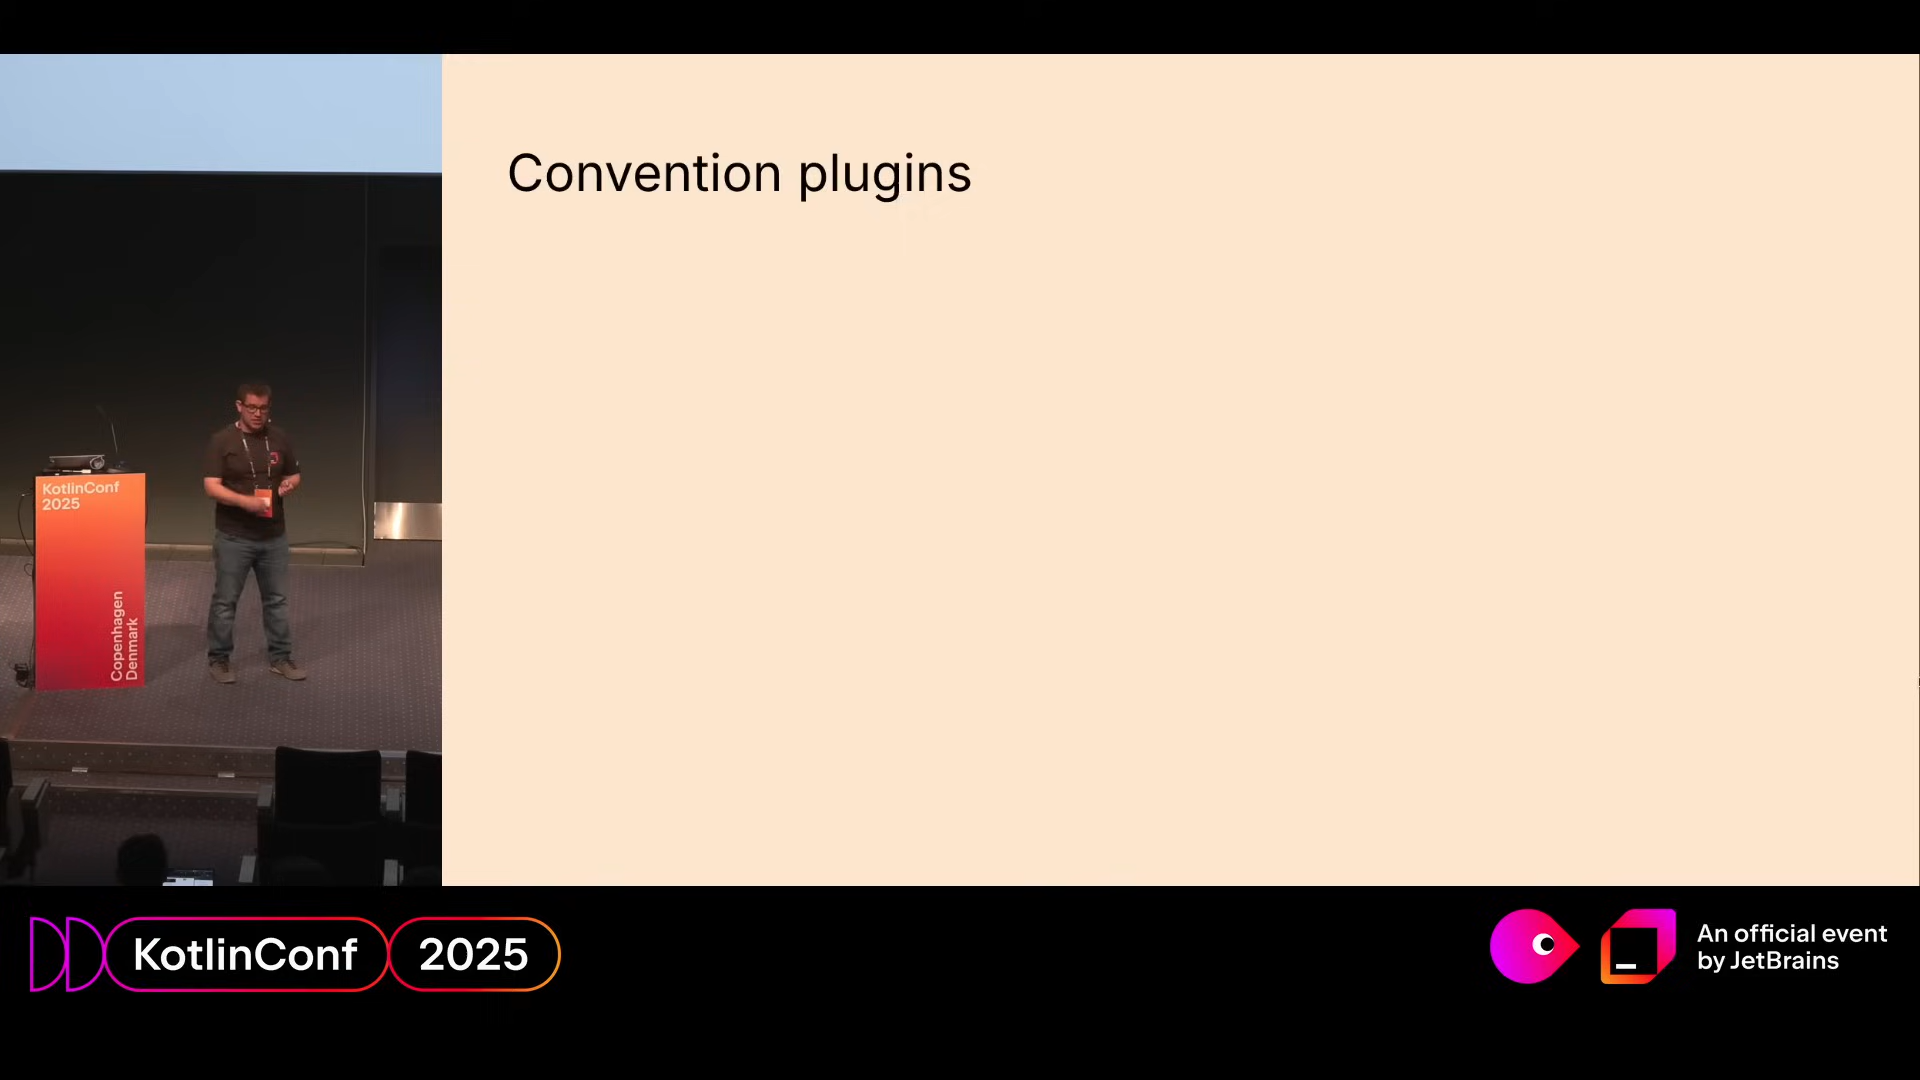 Convention plugins
KotlinConf
2025
Copenhagen
Denmark
KotlinConf 2025
An official event
by JetBrains